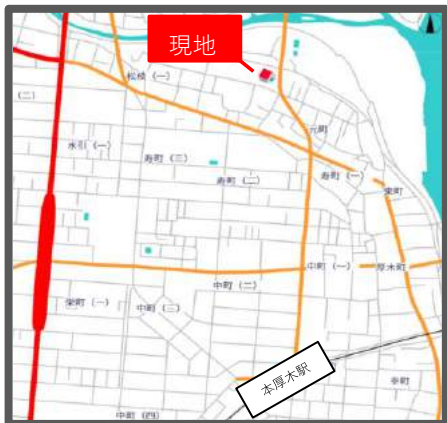 現地
松枝（一）
（二）
元町
水引（一）
寿町（三）
寿町（一）
寿町（二）
東町
中町（一）
厚木町
中町（二）
栄町（一）
中町（三）
本厚木駅
幸町
中町（四）